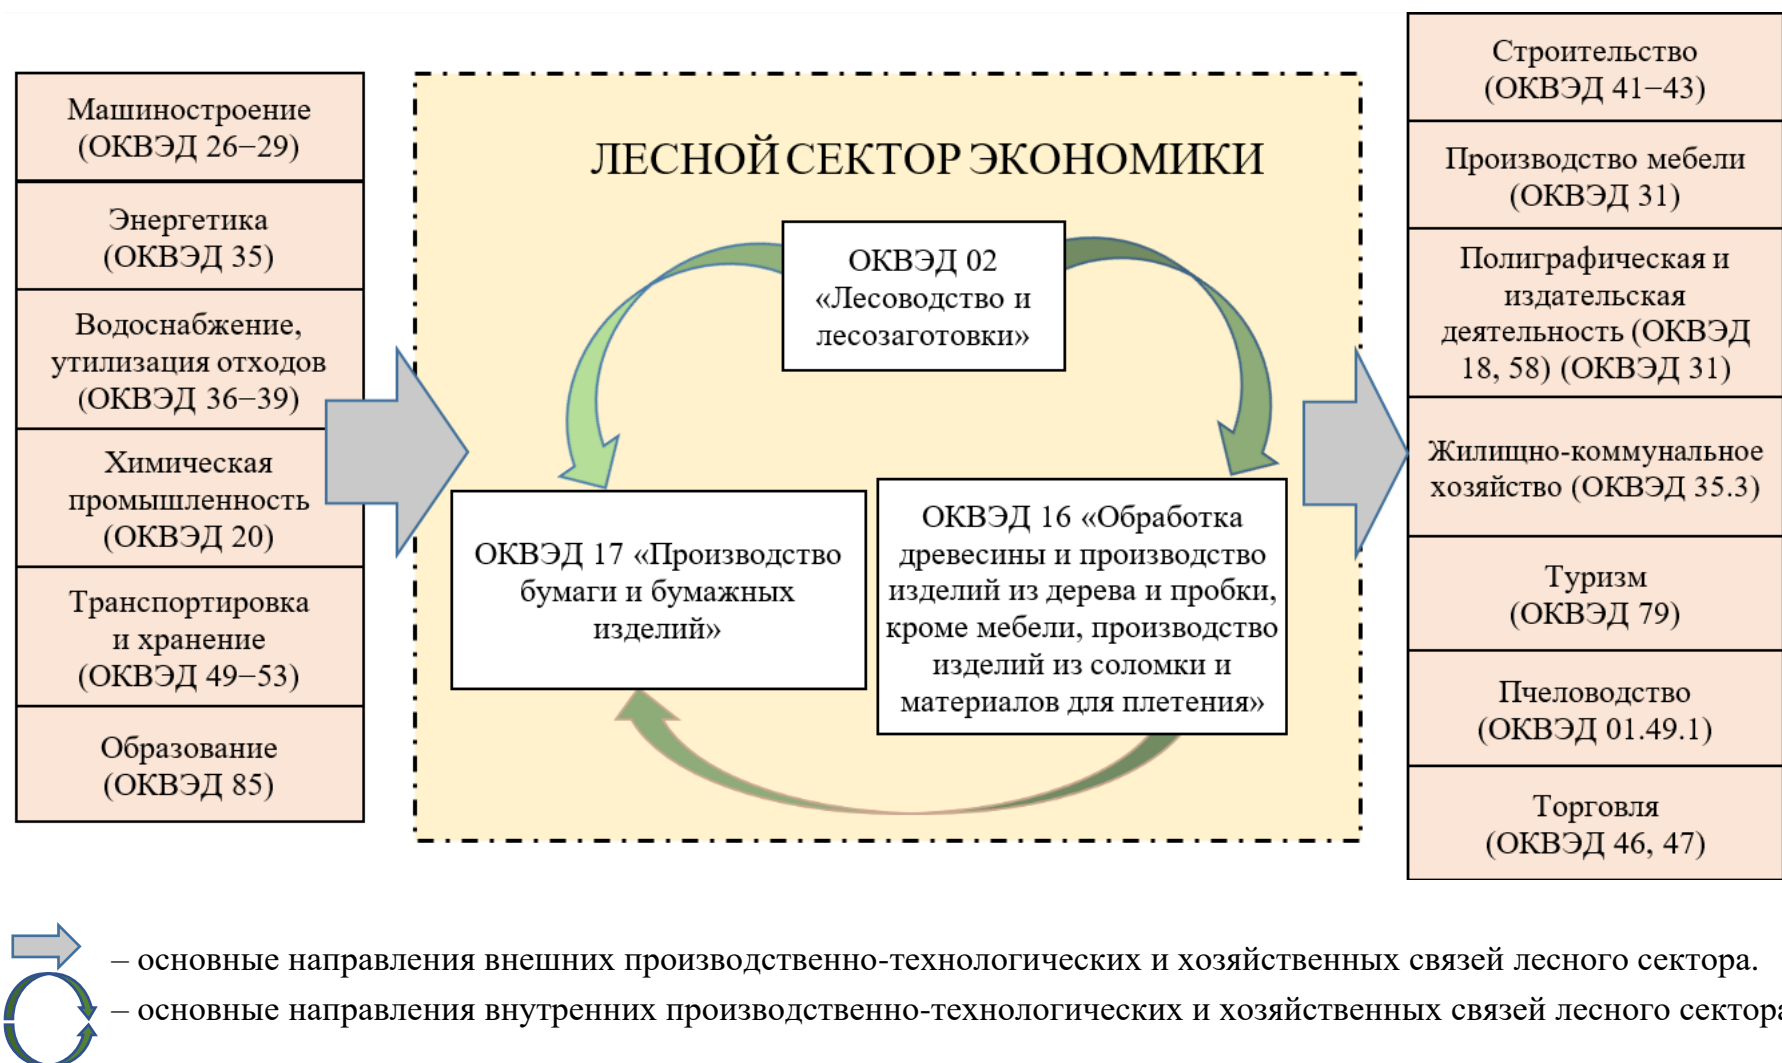 Машиностроение
(ОКВЭД 26−29)
Энергетика
(ОКВЭД 35)
Водоснабжение,
утилизация отходов
(ОКВЭД 36−39)
Химическая
промышленность
(ОКВЭД 20)
Транспортировка
и хранение
(ОКВЭД 49−53)
Образование
(ОКВЭД 85)
ЛЕСНОЙ СЕКТОР ЭКОНОМИКИ
ОКВЭД 02
«Лесоводство и
лесозаготовки»
ОКВЭД 17 «Производство
бумаги и бумажных
изделий»
ОКВЭД 16 «Обработка
древесины и производство
изделий из дерева и пробки,
кроме мебели, производство
изделий из соломки и
материалов для плетения»
Строительство
(ОКВЭД 41−43)
Производство мебели
(ОКВЭД 31)
Полиграфическая и
издательская
деятельность (ОКВЭД
18, 58) (ОКВЭД 31)
Жилищно-коммунальное
хозяйство (ОКВЭД 35.3)
Туризм
(ОКВЭД 79)
Пчеловодство
(ОКВЭД 01.49.1)
Торговля
(ОКВЭД 46, 47)
– основные направления внешних производственно-технологических и хозяйственных связей лесного сектора.
– основные направления внутренних производственно-технологических и хозяйственных связей лесного сектора